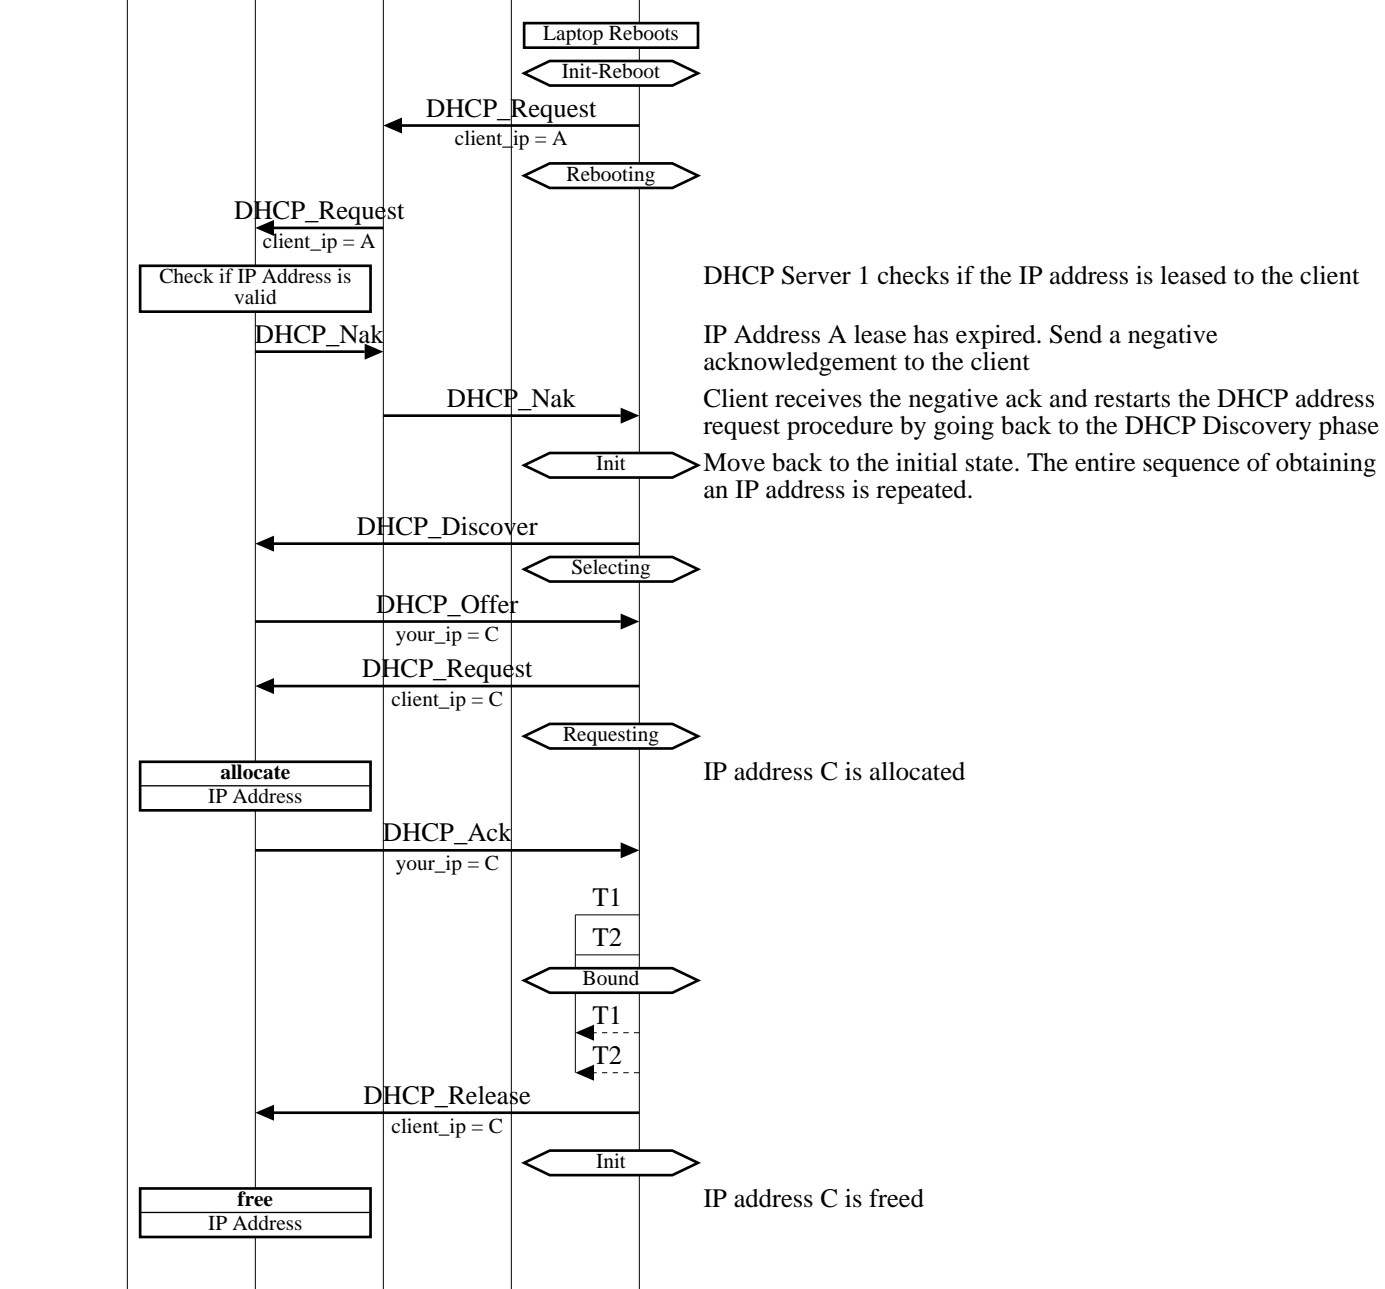 Laptop Reboots
Init-Reboot
DHCP_Request
client_ip = A
Rebooting
DHCP_Request
client_ip = A
Check if IP Address is
valid
DHCP Server 1 checks if the IP address is leased to the client
DHCP_Nak
IP Address A lease has expired. Send a negative
acknowledgement to the client
DHCP_Nak
Client receives the negative ack and restarts the DHCP address
request procedure by going back to the DHCP Discovery phase
Init
Move back to the initial state. The entire sequence of obtaining
an IP address is repeated.
DHCP_Discover
Selecting
DHCP_Offer
your_ip = C
DHCP_Request
client_ip = C
Requesting
allocate
IP Address
IP address C is allocated
DHCP_Ack
your_ip = C
T1
T2
Bound
T1
T2
DHCP_Release
client_ip = C
Init
free
IP Address
IP address C is freed